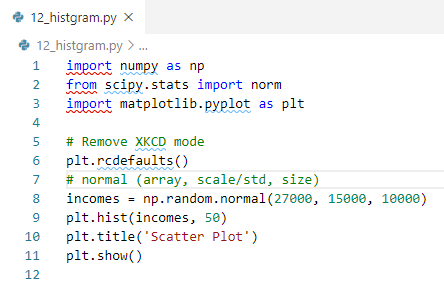 12_histgram.py ×
12_histgram.py > ...
1 import numpy as np
2 from scipy.stats import norm
3 import matplotlib.pyplot as plt
4
5 # Remove XKCD mode
6 plt.rcdefaults()
7 # normal (array, scale/std, size)
8 incomes = np.random.normal(27000, 15000, 10000)
9 plt.hist(incomes, 50)
10 plt.title('Scatter Plot')
11 plt.show()
12